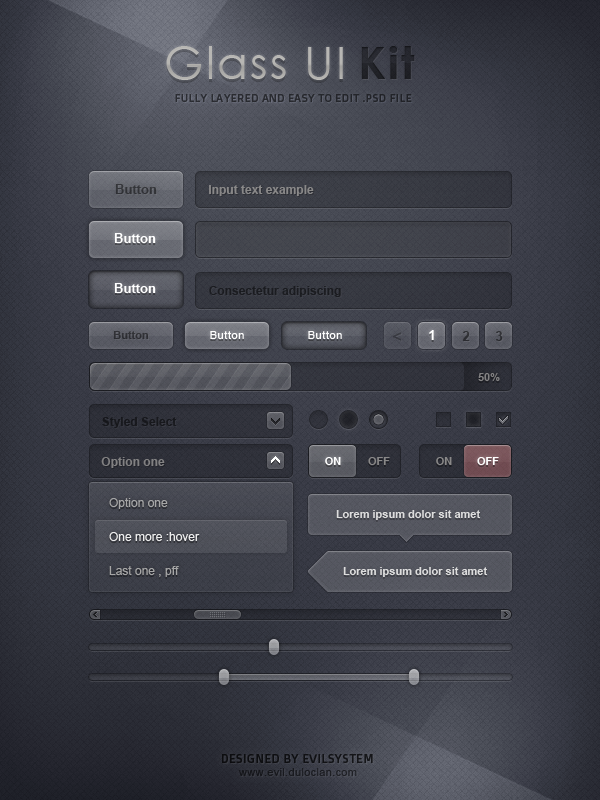 Glass UI Kit
FULLY LAYERED AND EASY TO EDIT .PSD FILE
Button
Input text example
Button
Button
Consectetur adipiscing
Button Button Button < 1 2 3
50%
Styled Select
Option one
ON OFF ON OFF
Option one
One more :hover
Last one , pff
Lorem ipsum dolor sit amet
Lorem ipsum dolor sit amet
DESIGNED BY EVILSYSTEM
www.evil.duloclan.com